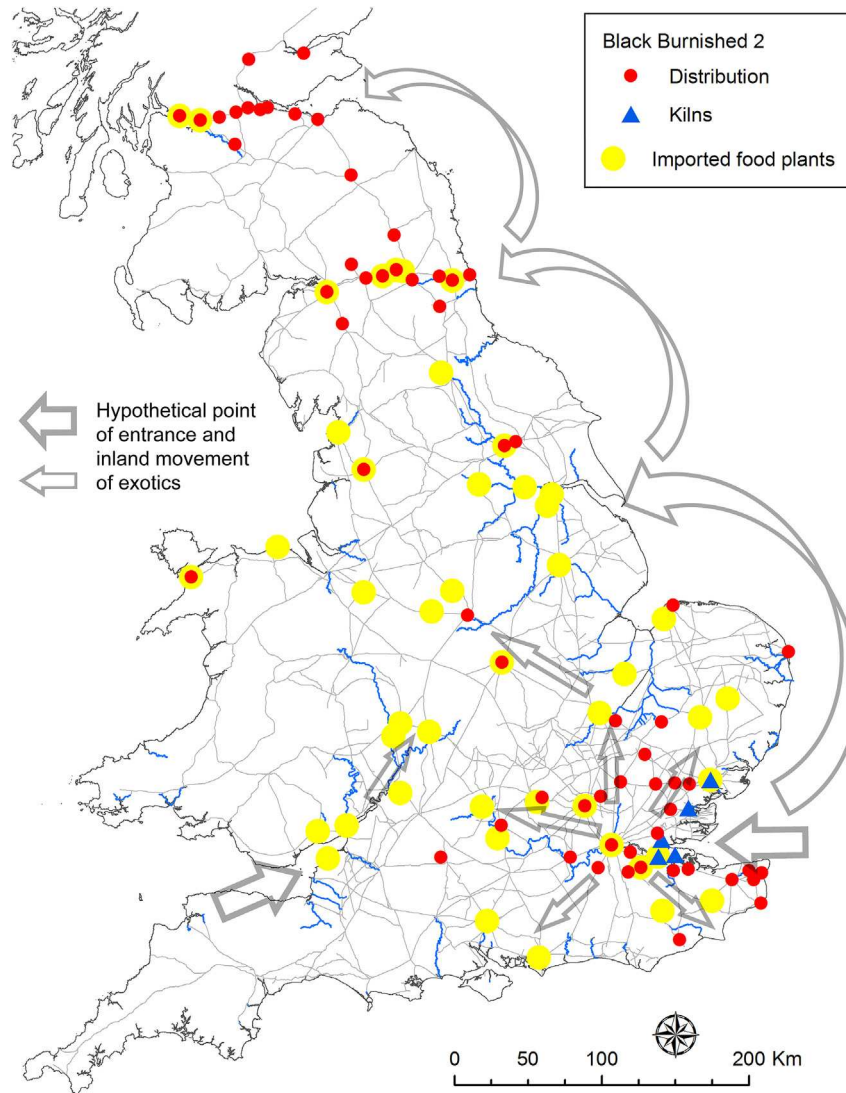 Black Burnished 2
Distribution
Kilns
Imported food plants
Hypothetical point
of entrance and
inland movement
of exotics
0 50 100 200 Km